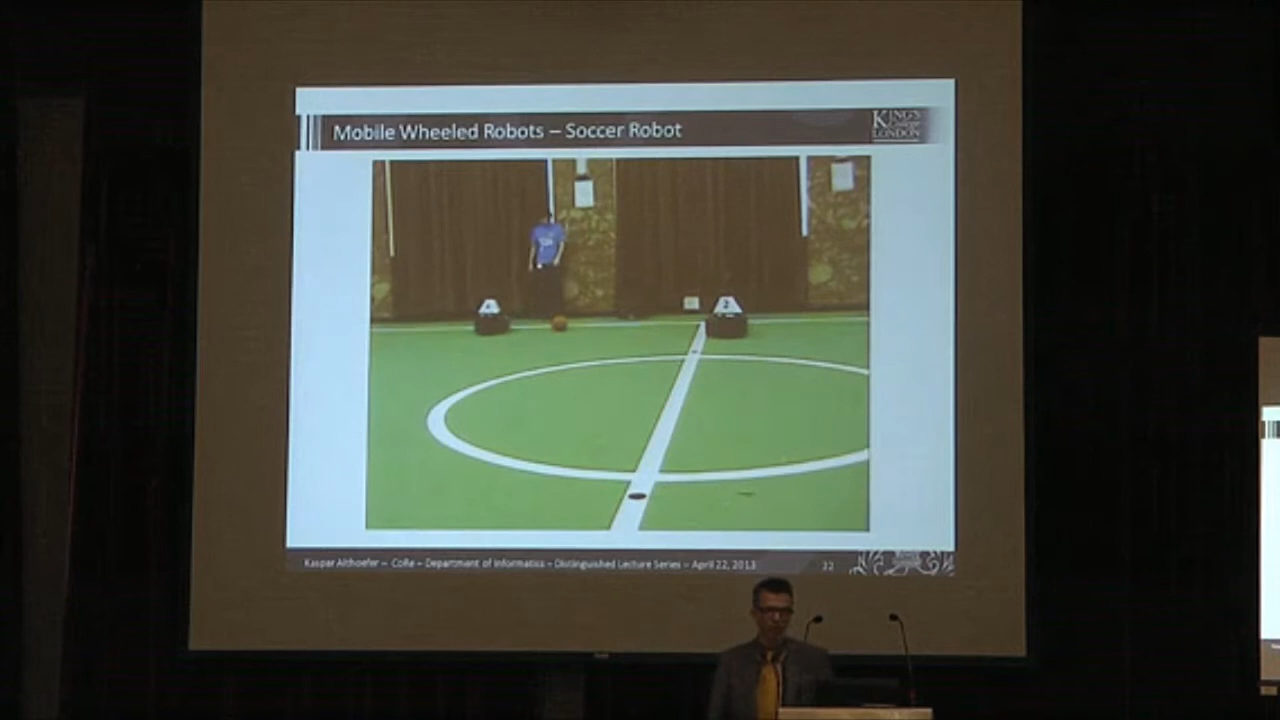 Mobile Wheeled Robots – Soccer Robot
KING'S
College
LONDON
Kaspar Althoefer – CoRe – Department of Informatics – Distinguished Lecture Series – April 22, 2013